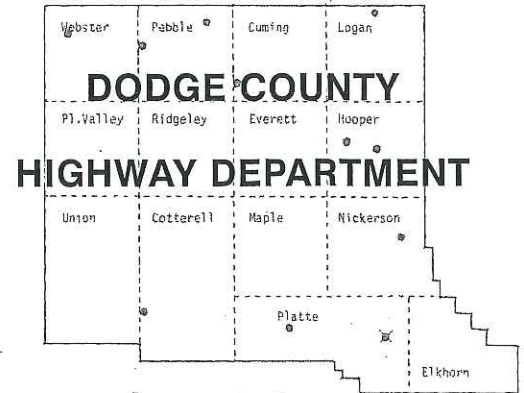 Webster Pebble Cuming Logan
DODGE COUNTY
Pl.Valley Ridgeley Everett Hooper
HIGHWAY DEPARTMENT
Union Cotterell Maple Nickerson
Platte
Elkhorn